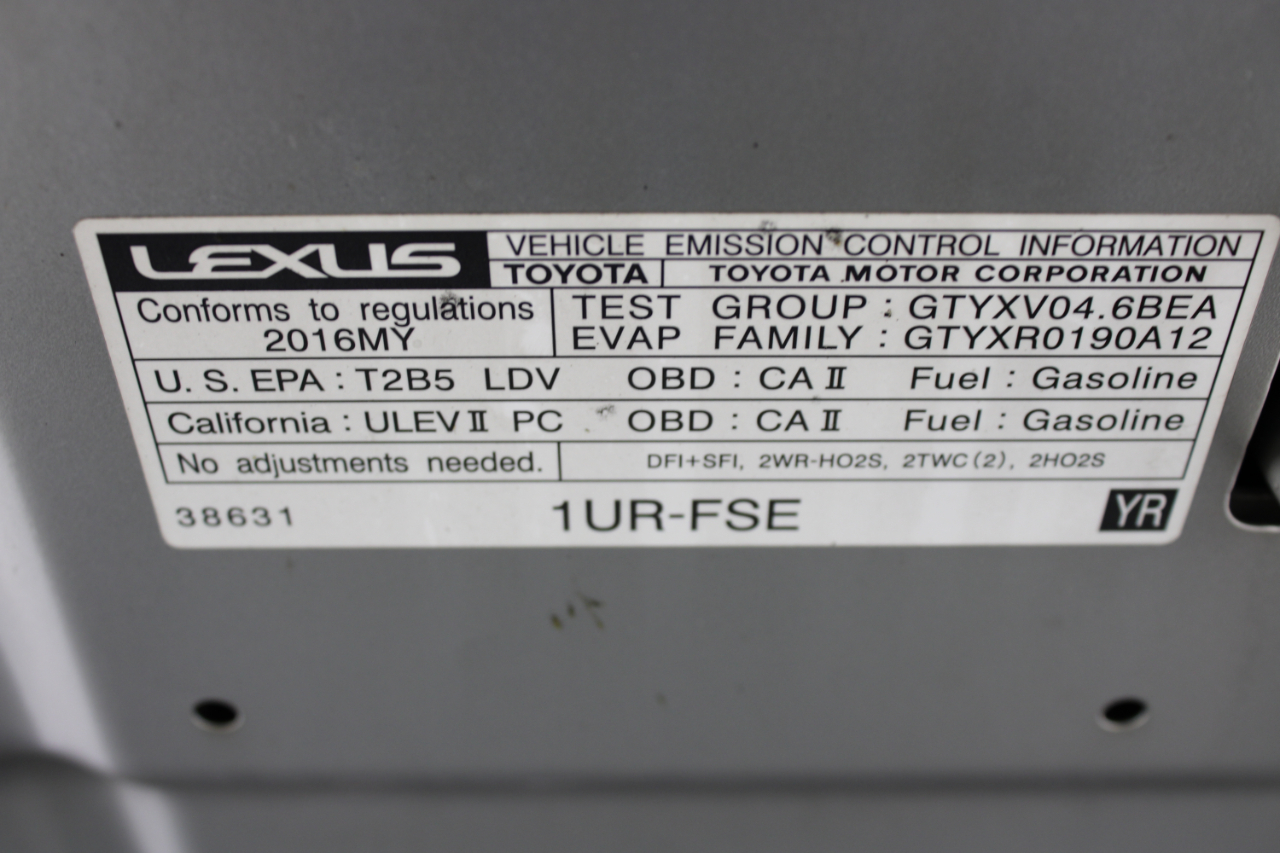 LEXUS VEHICLE EMISSION CONTROL INFORMATION
TOYOTA TOYOTA MOTOR CORPORATION
Conforms to regulations
2016MY
TEST GROUP : GTYXV04.6BEA
EVAP FAMILY : GTYXR0190A12
U. S. EPA : T2B5 LDV OBD : CA II Fuel : Gasoline
California : ULEV II PC OBD : CA II Fuel : Gasoline
No adjustments needed. DFI+SFI, 2WR-HO2S, 2TWC(2), 2HO2S
38631 1UR-FSE YR